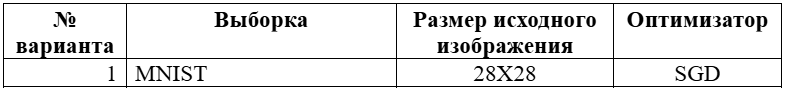 № Выборка Размер исходного Оптимизатор
варианта изображения
1 MNIST 28X28 SGD